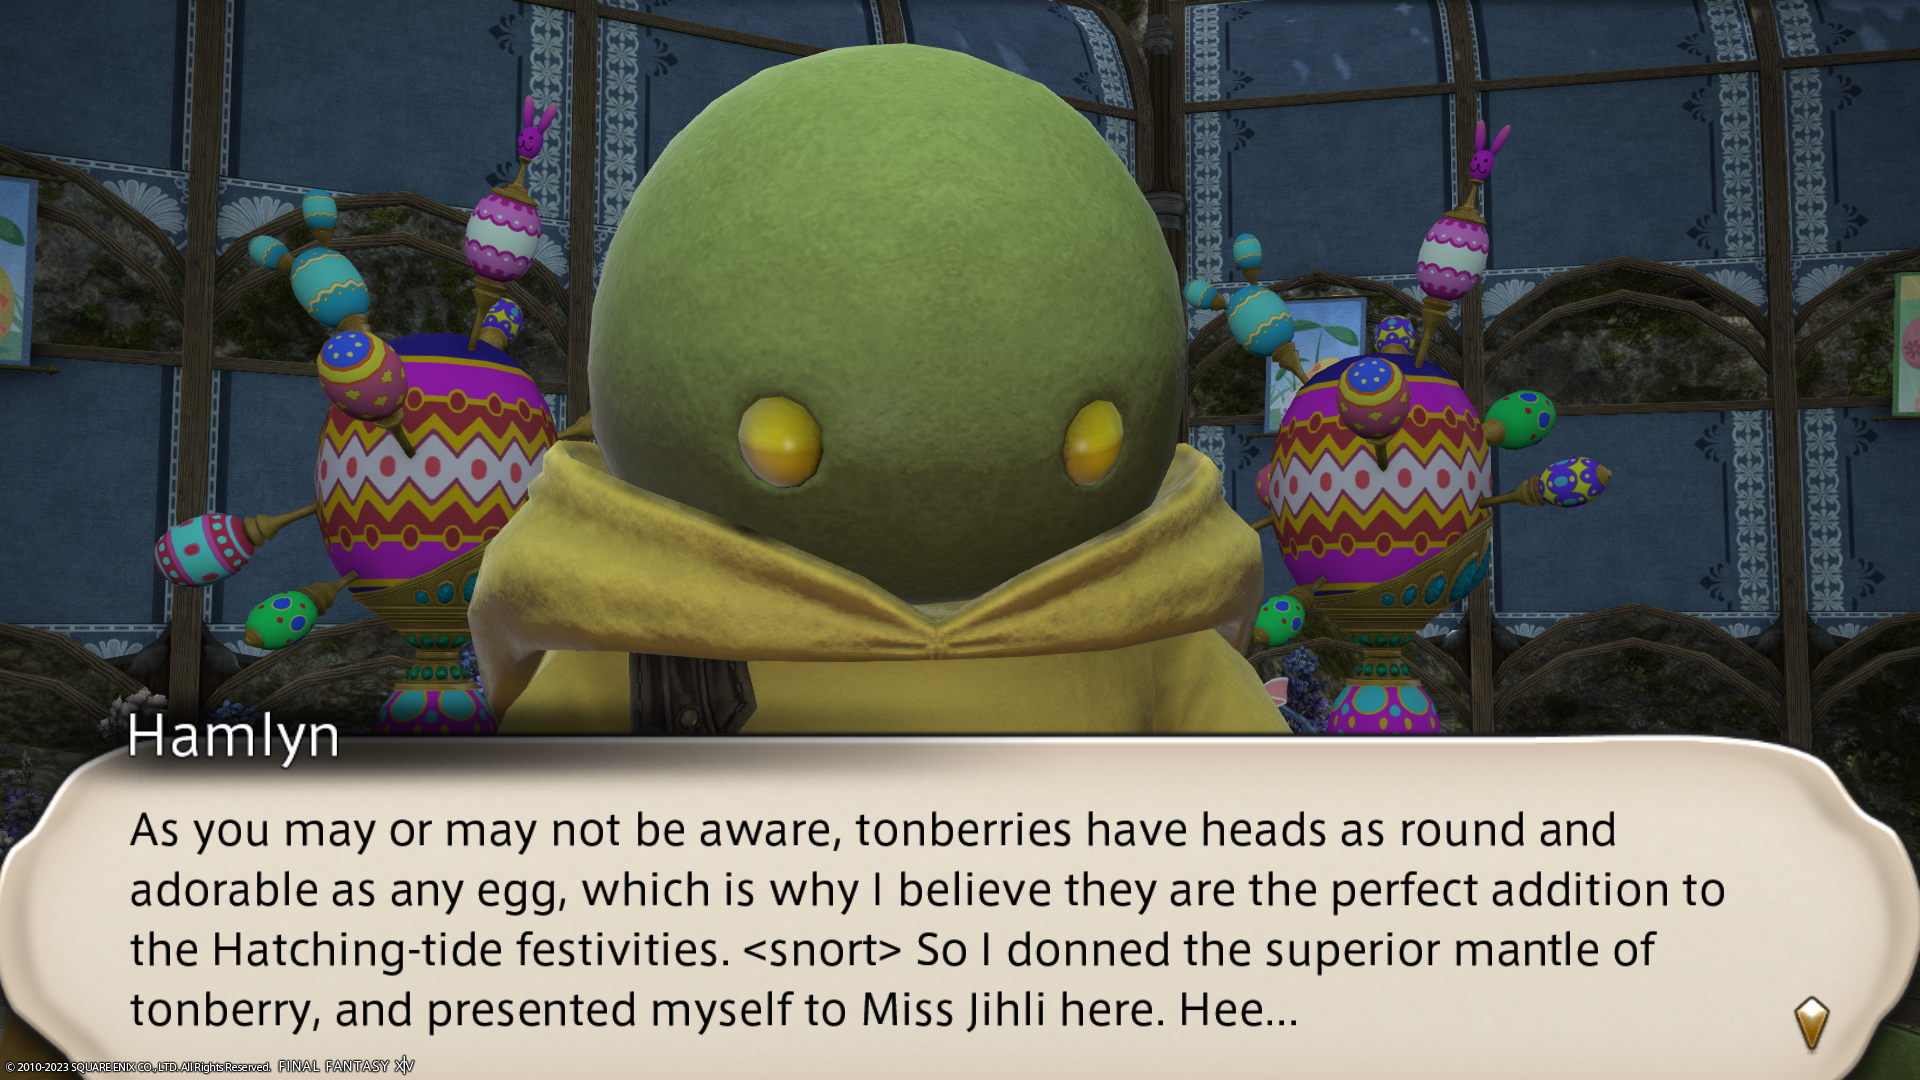 Hamlyn
As you may or may not be aware, tonberries have heads as round and
adorable as any egg, which is why I believe they are the perfect addition to
the Hatching-tide festivities. <snort> So I donned the superior mantle of
tonberry, and presented myself to Miss Jihli here. Hee...
© 2010-2023 SQUARE ENIX CO., LTD. All Rights Reserved. FINAL FANTASY XIV